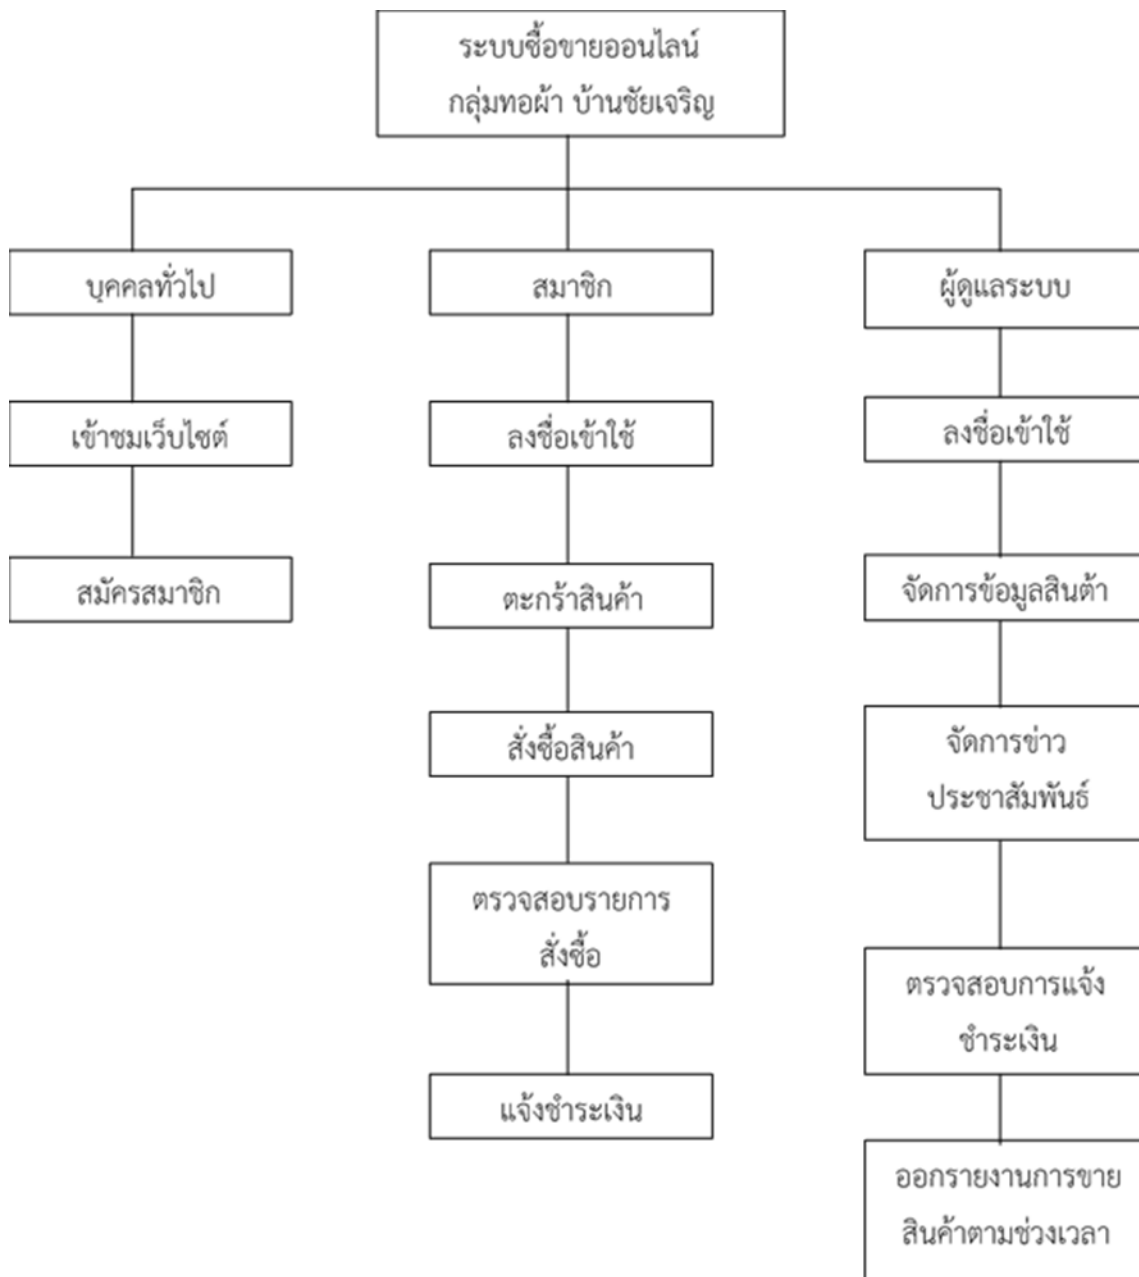 ระบบซื้อขายออนไลน์
กลุ่มทอผ้า บ้านชัยเจริญ
บุคคลทั่วไป
เข้าชมเว็บไซต์
สมัครสมาชิก
สมาชิก
ลงชื่อเข้าใช้
ตะกร้าสินค้า
สั่งซื้อสินค้า
ตรวจสอบรายการ
สั่งซื้อ
แจ้งชำระเงิน
ผู้ดูแลระบบ
ลงชื่อเข้าใช้
จัดการข้อมูลสินต้า
จัดการข่าว
ประชาสัมพันธ์
ตรวจสอบการแจ้ง
ชำระเงิน
ออกรายงานการขาย
สินค้าตามช่วงเวลา